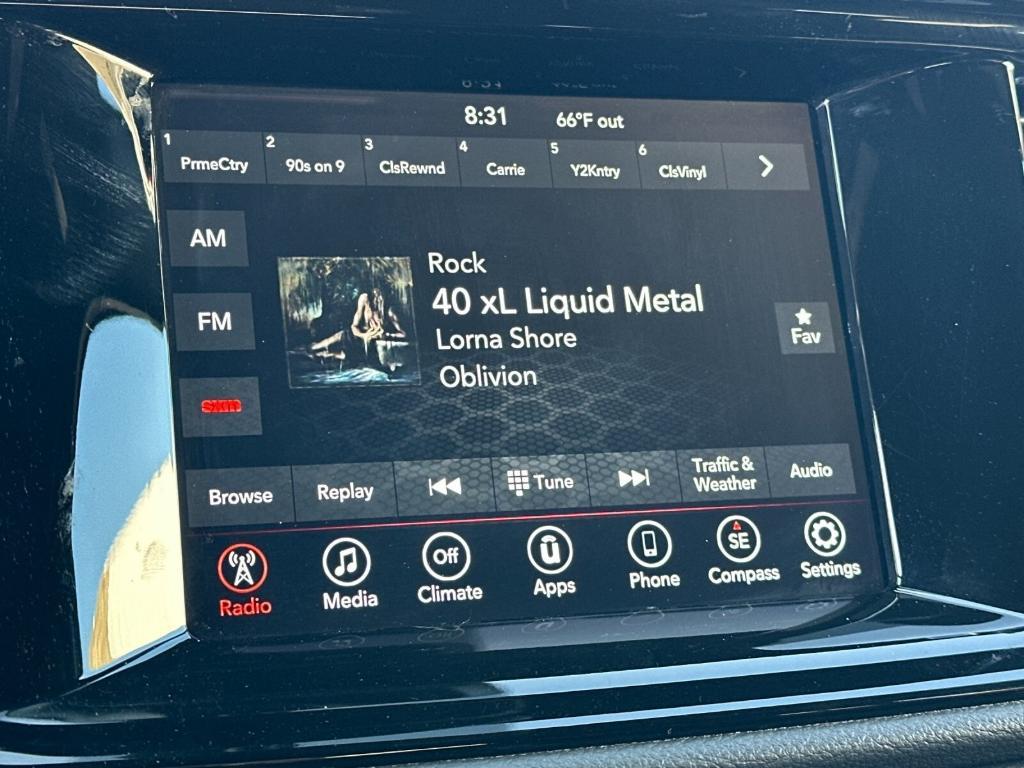 8:31 66°F out
1 PrmeCtry 2 90s on 9 3 ClsRewnd 4 Carrie 5 Y2Kntry 6 ClsVinyl
AM
FM
SXM
Rock
40 xL Liquid Metal
Lorna Shore
Oblivion
Fav
Browse Replay Tune Traffic & Weather Audio
Radio Media Off Climate Apps Phone SE Compass Settings